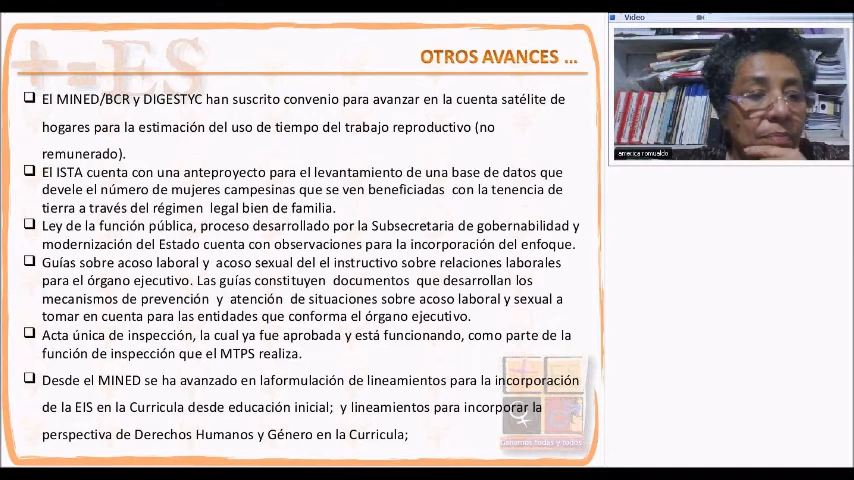 OTROS AVANCES ...
El MINED/BCR y DIGESTYC han suscrito convenio para avanzar en la cuenta satélite de
hogares para la estimación del uso de tiempo del trabajo reproductivo (no
remunerado).
El ISTA cuenta con una anteproyecto para el levantamiento de una base de datos que
devele el número de mujeres campesinas que se ven beneficiadas con la tenencia de
tierra a través del régimen legal bien de familia.
Ley de la función pública, proceso desarrollado por la Subsecretaria de gobernabilidad y
modernización del Estado cuenta con observaciones para la incorporación del enfoque.
Guías sobre acoso laboral y acoso sexual del el instructivo sobre relaciones laborales
para el órgano ejecutivo. Las guías constituyen documentos que desarrollan los
mecanismos de prevención y atención de situaciones sobre acoso laboral y sexual a
tomar en cuenta para las entidades que conforma el órgano ejecutivo.
Acta única de inspección, la cual ya fue aprobada y está funcionando, como parte de la
función de inspección que el MTPS realiza.
Desde el MINED se ha avanzado en laformulación de lineamientos para la incorporación
de la EIS en la Curricula desde educación inicial; y lineamientos para incorporar la
perspectiva de Derechos Humanos y Género en la Curricula;
Ganamos todas y todos
+=ES
Video
america romualdo